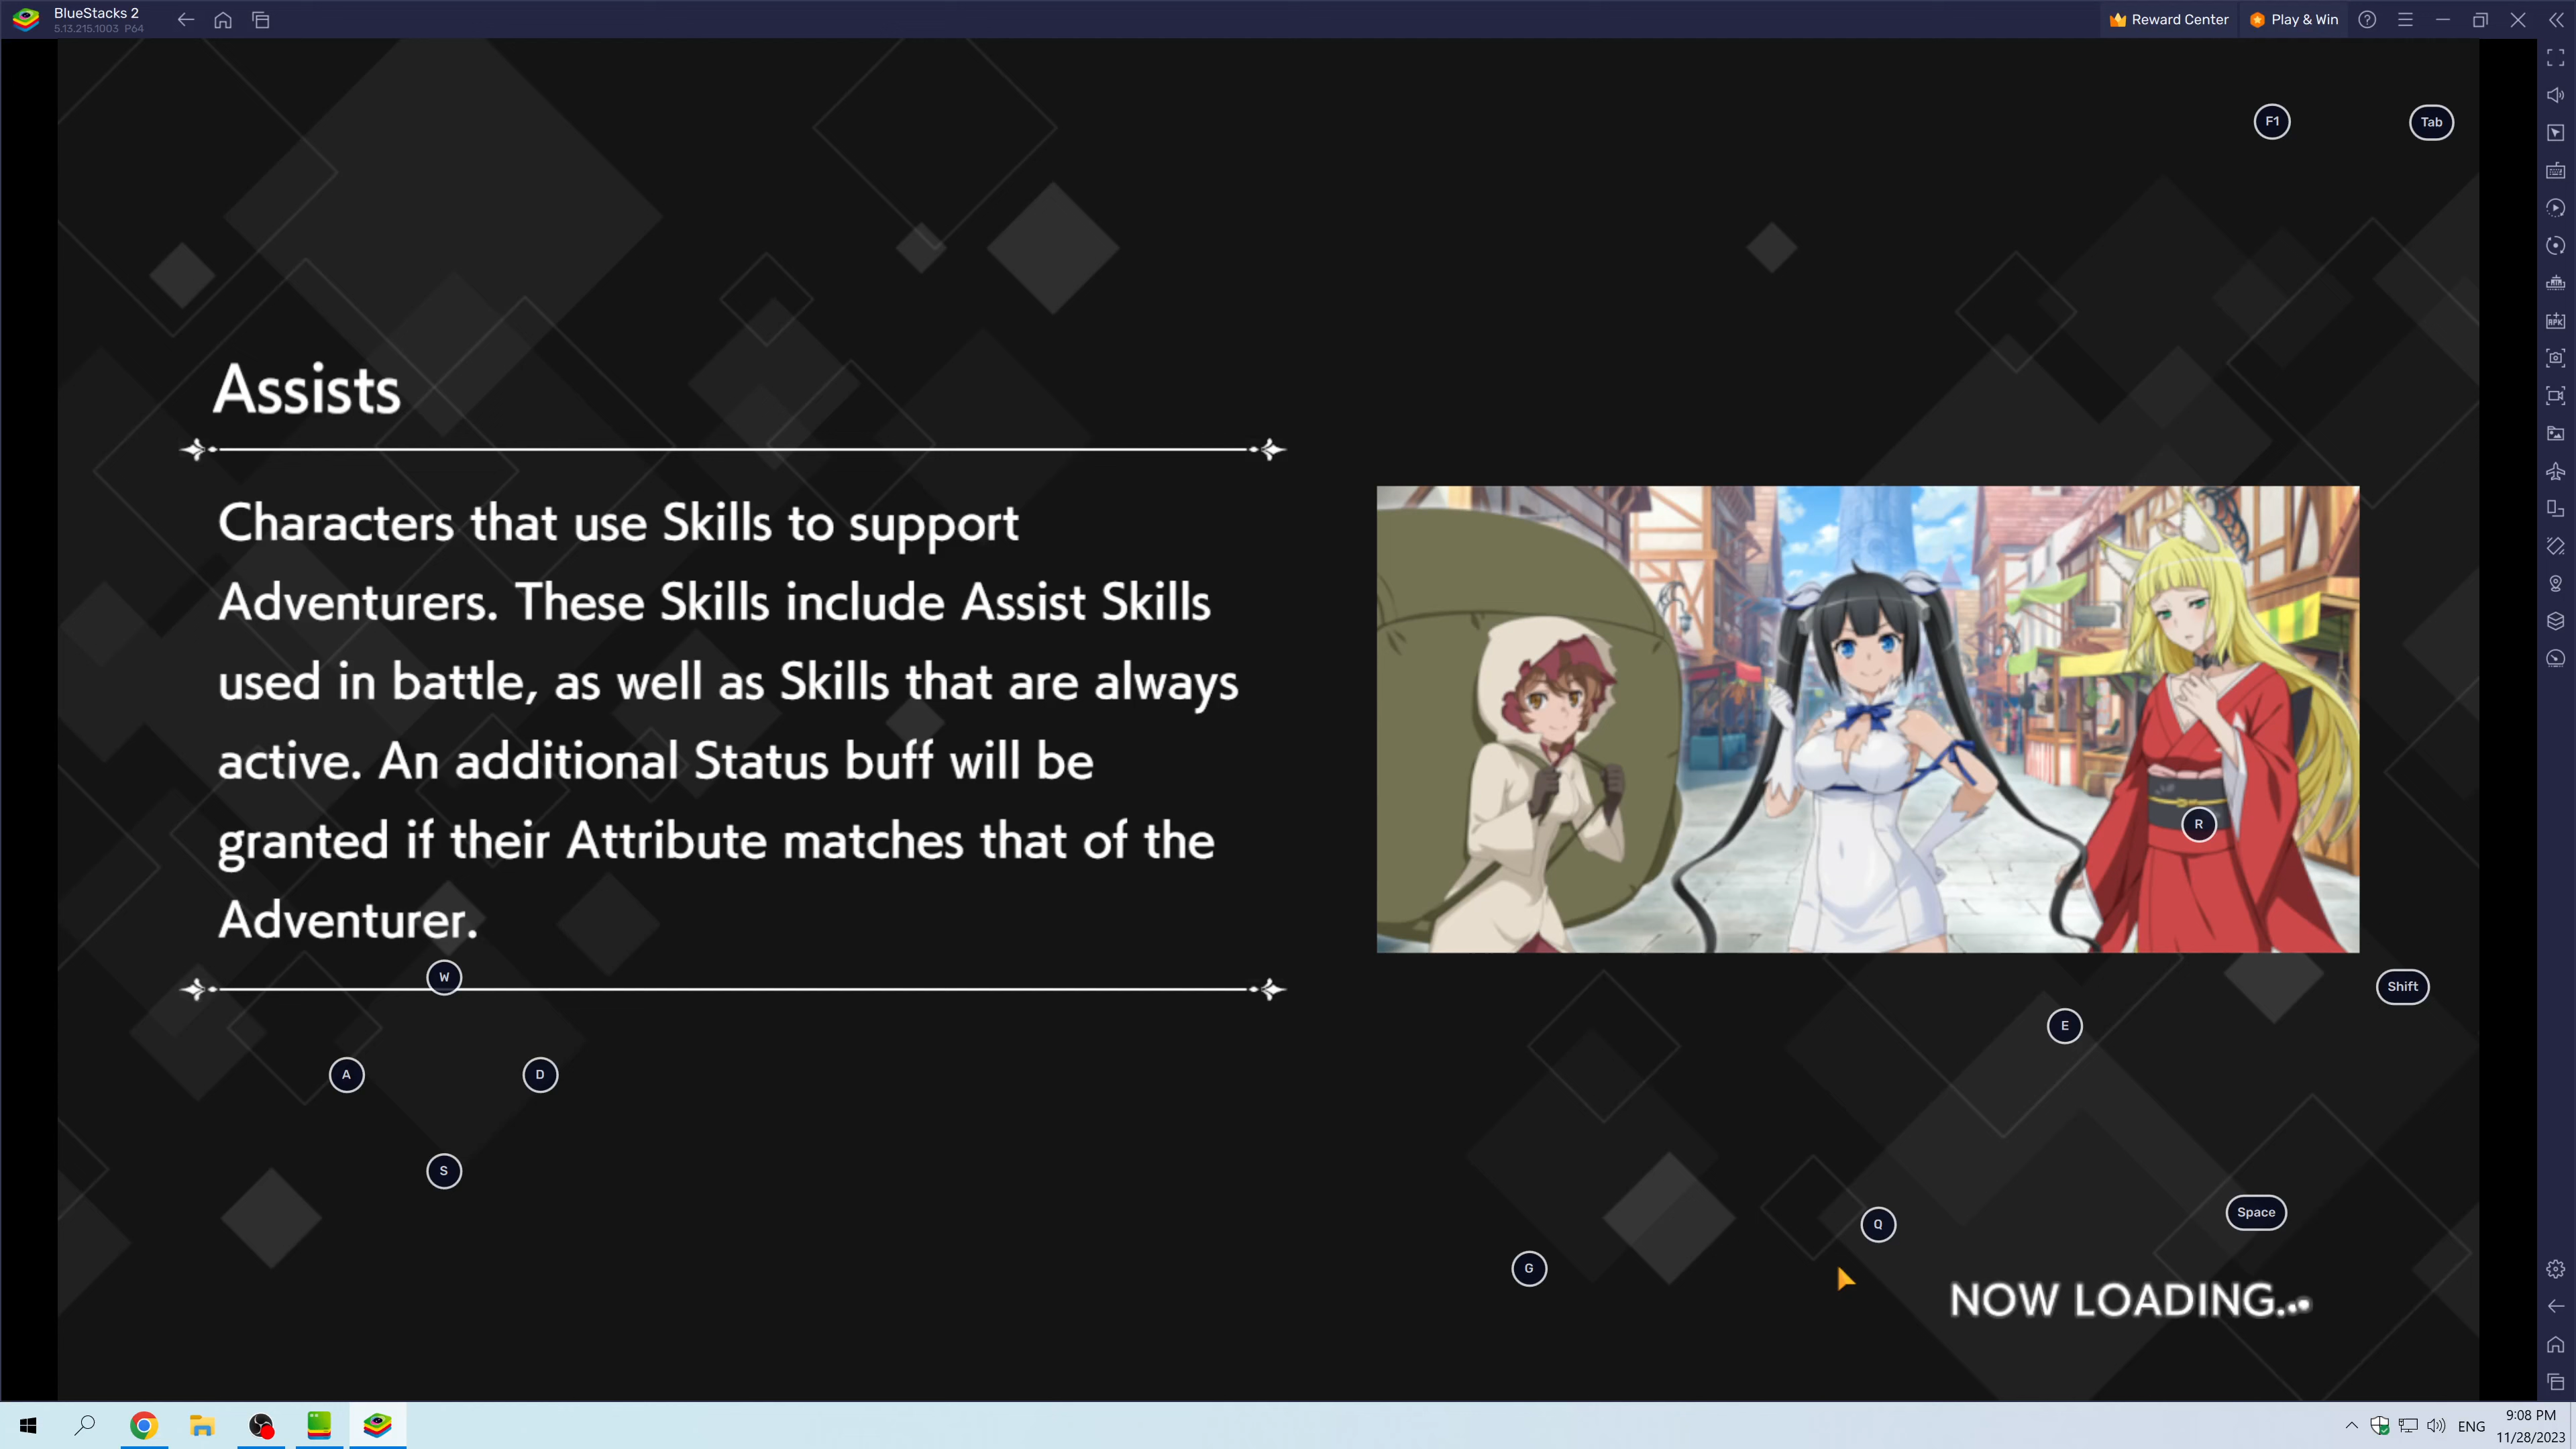 BlueStacks 2
5.13.215.1003 P64
Reward Center
Play & Win
F1
Tab
Assists
Characters that use Skills to support
Adventurers. These Skills include Assist Skills
used in battle, as well as Skills that are always
active. An additional Status buff will be
granted if their Attribute matches that of the
Adventurer.
R
W
Shift
E
A
D
S
Space
Q
G
NOW LOADING...
ENG
9:08 PM
11/28/2023